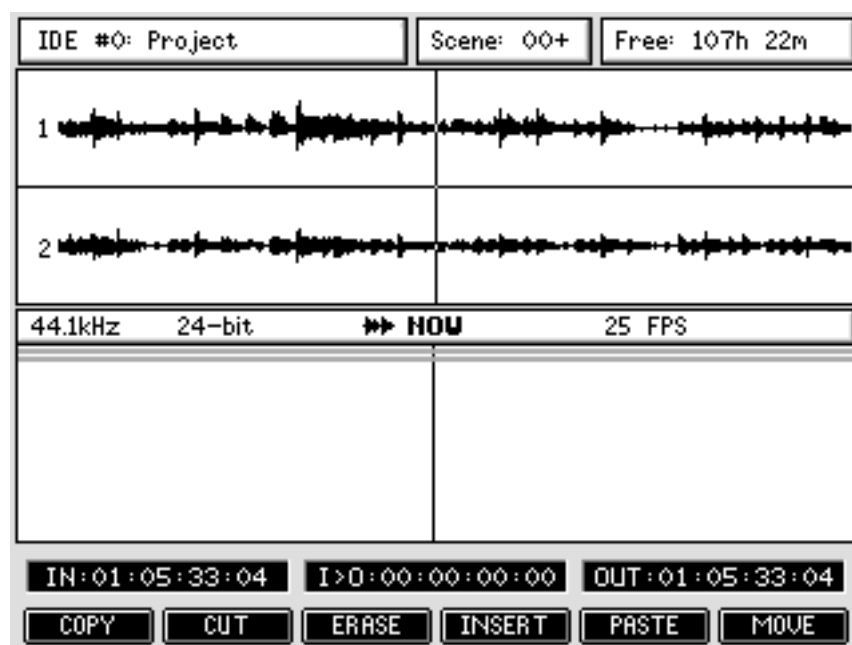 IDE #0: Project Scene: 00+ Free: 107h 22m
1
2
44.1kHz 24-bit NOW 25 FPS
IN:01:05:33:04 I>O:00:00:00:00 OUT:01:05:33:04
COPY CUT ERASE INSERT PASTE MOVE